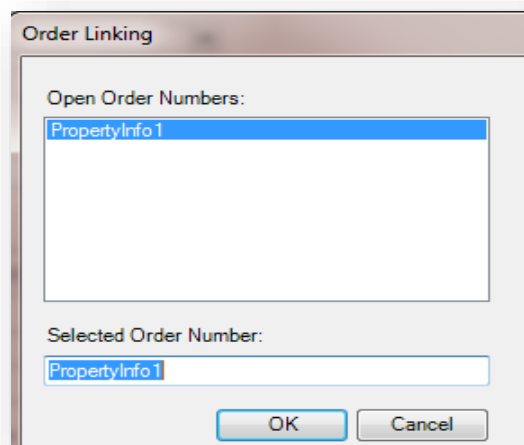 Order Linking
Open Order Numbers:
PropertyInfo1
Selected Order Number:
PropertyInfo1
OK Cancel